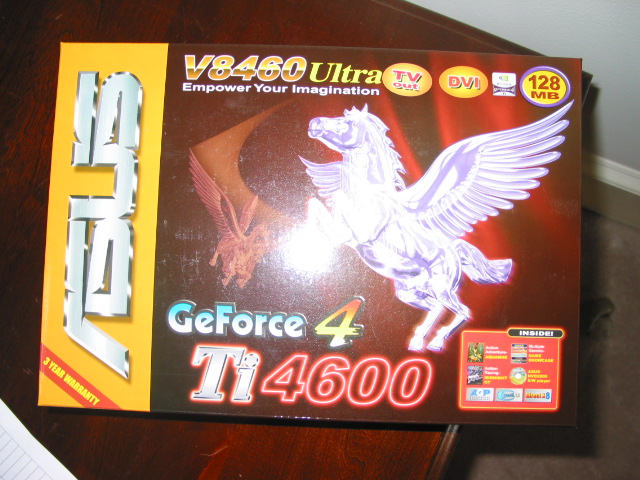 ASUS
V8460 Ultra
Empower Your Imagination
TV out
DVI
128 MB
GeForce 4
Ti 4600
3 YEAR WARRANTY
INSIDE!